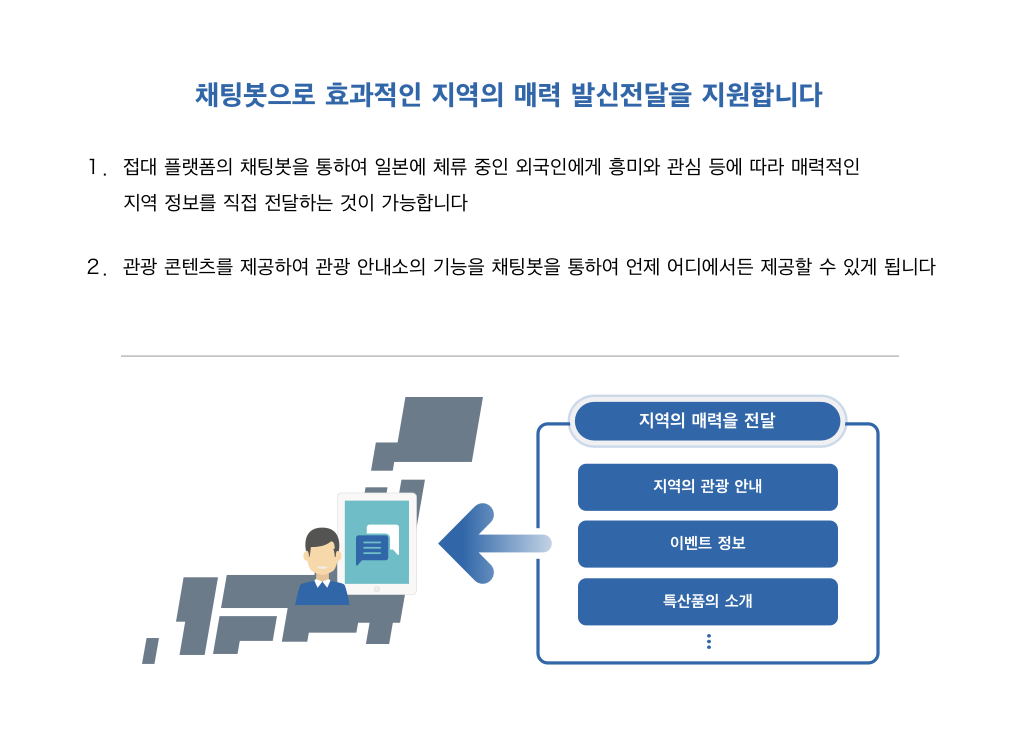 채팅봇으로 효과적인 지역의 매력 발신전달을 지원합니다
1. 접대 플랫폼의 채팅봇을 통하여 일본에 체류 중인 외국인에게 흥미와 관심 등에 따라 매력적인
지역 정보를 직접 전달하는 것이 가능합니다
2. 관광 콘텐츠를 제공하여 관광 안내소의 기능을 채팅봇을 통하여 언제 어디에서든 제공할 수 있게 됩니다
지역의 매력을 전달
지역의 관광 안내
이벤트 정보
특산품의 소개